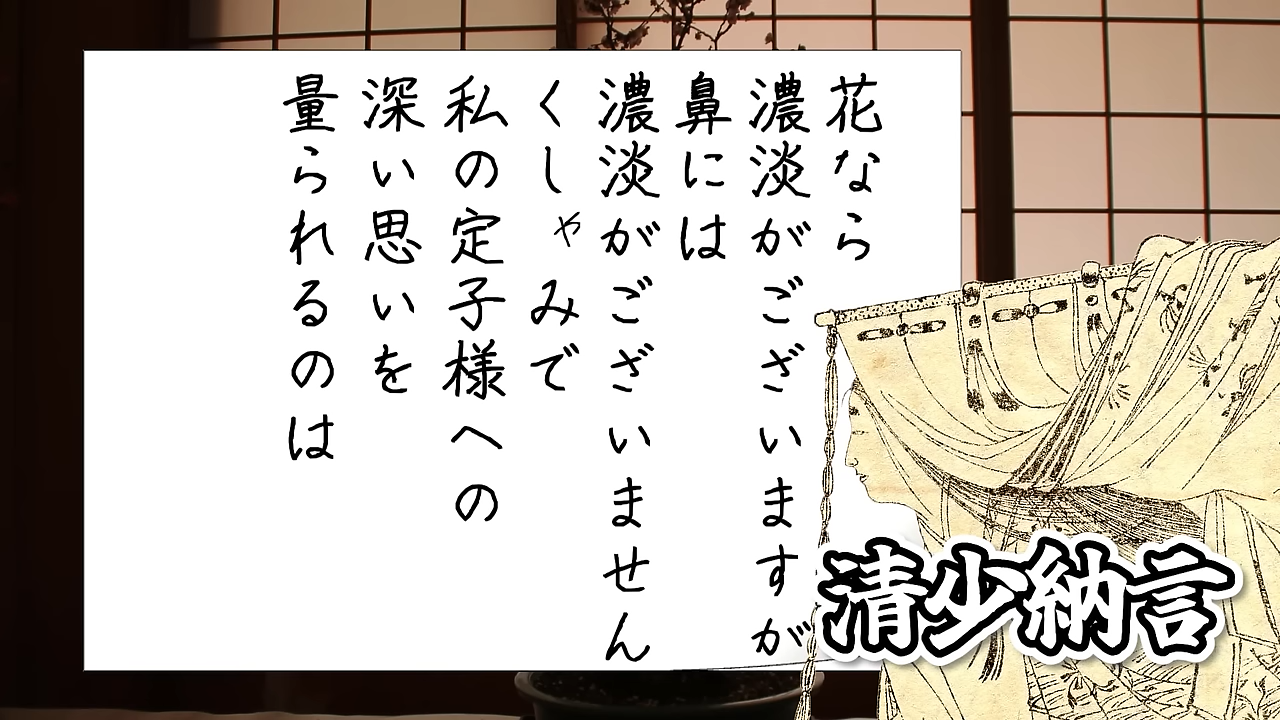 花なら
濃淡がございますが
鼻には
濃淡がございません
くしゃみで
私の定子様への
深い思いを
量られるのは
清少納言